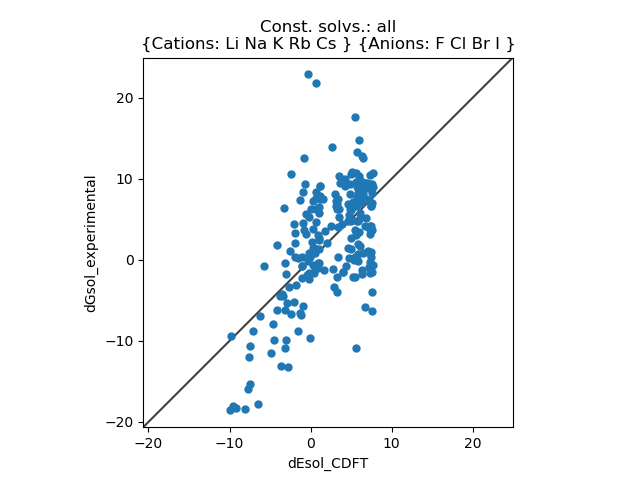 Const. solvs.: all
{Cations: Li Na K Rb Cs } {Anions: F Cl Br I }
dGsol_experimental
20
10
0
−10
−20
−20
−10
0
10
20
dEsol_CDFT